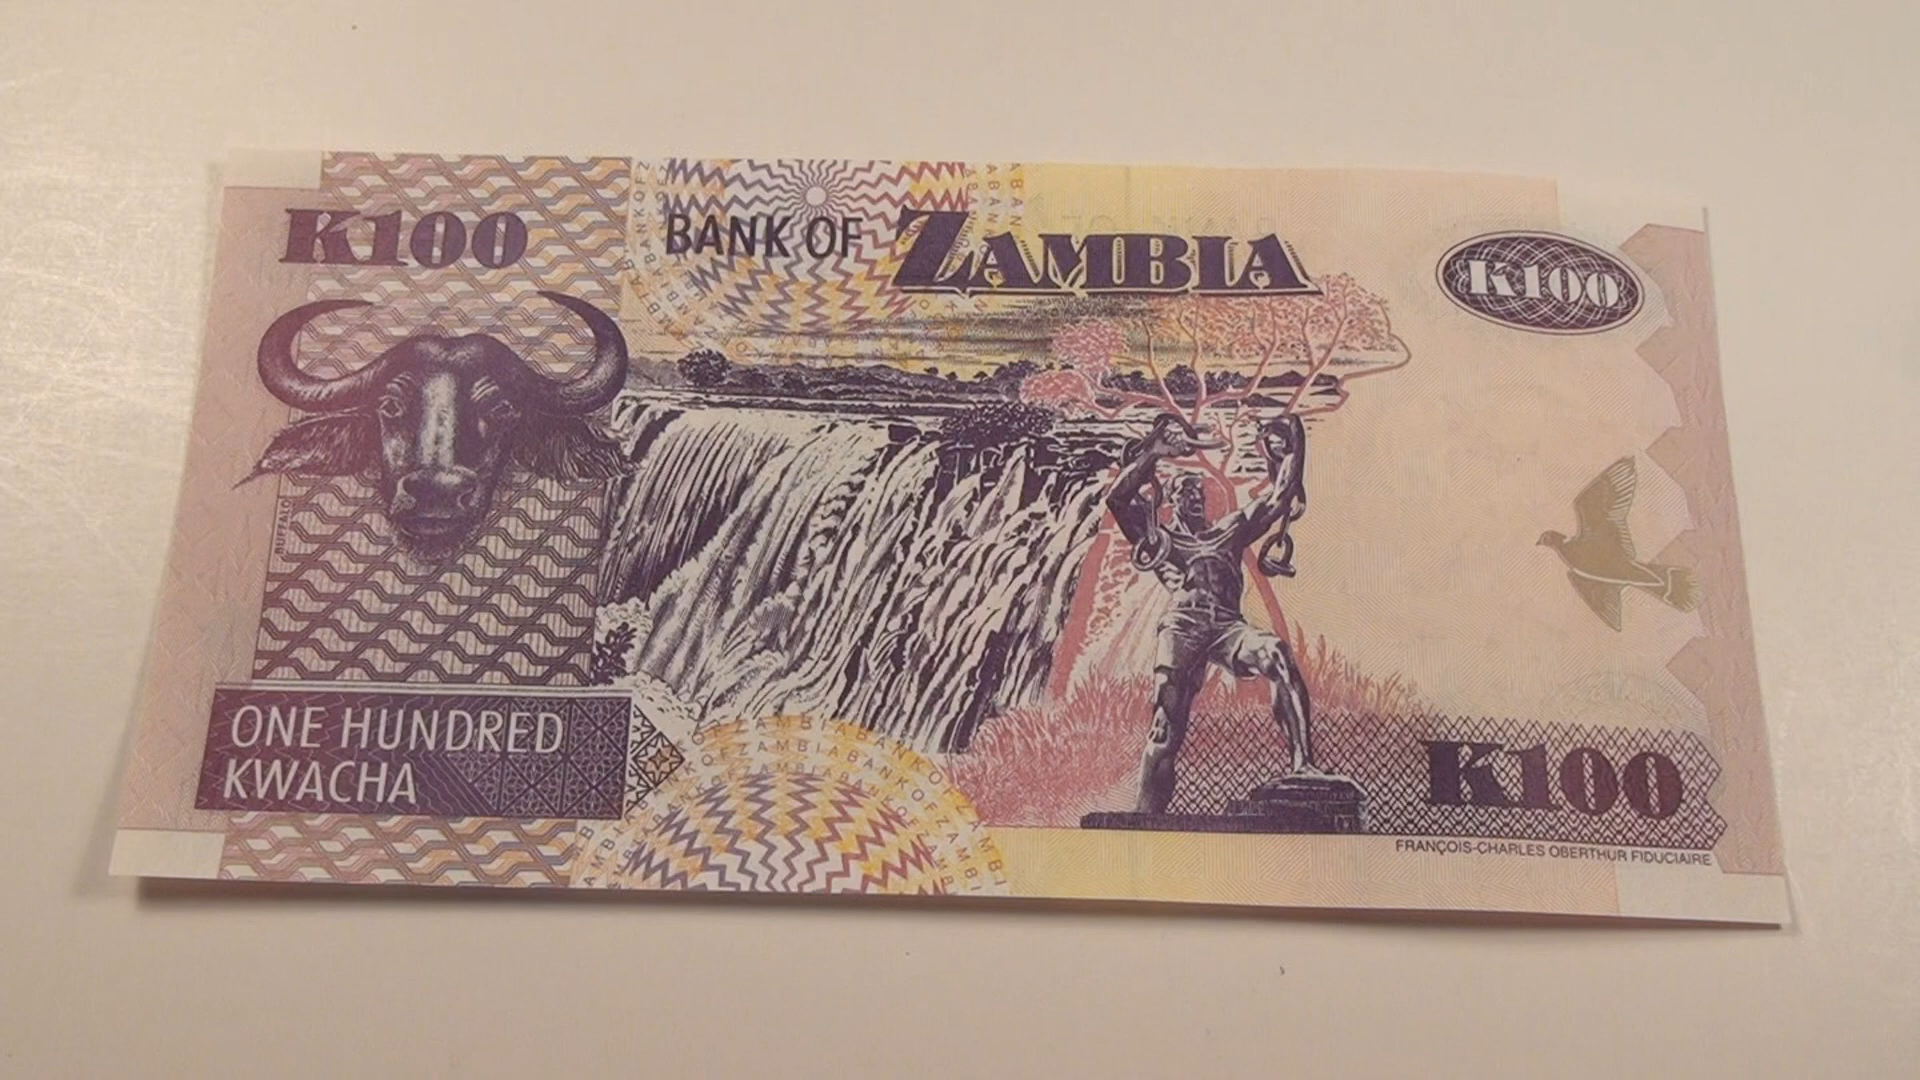 K100
BANK OF ZAMBIA
K100
BUFFALO
ONE HUNDRED
KWACHA
K100
FRANÇOIS-CHARLES OBERTHUR FIDUCIAIRE